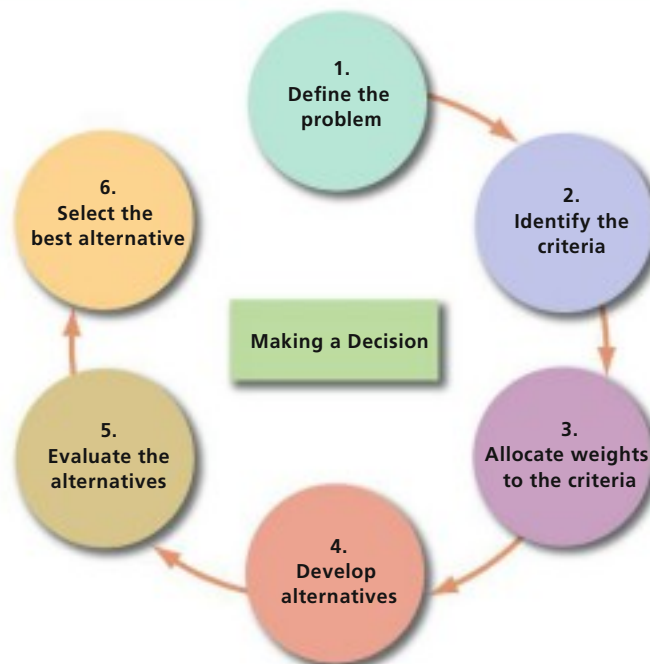 1.
Define the
problem
2.
Identify the
criteria
3.
Allocate weights
to the criteria
4.
Develop
alternatives
5.
Evaluate the
alternatives
6.
Select the
best alternative
Making a Decision